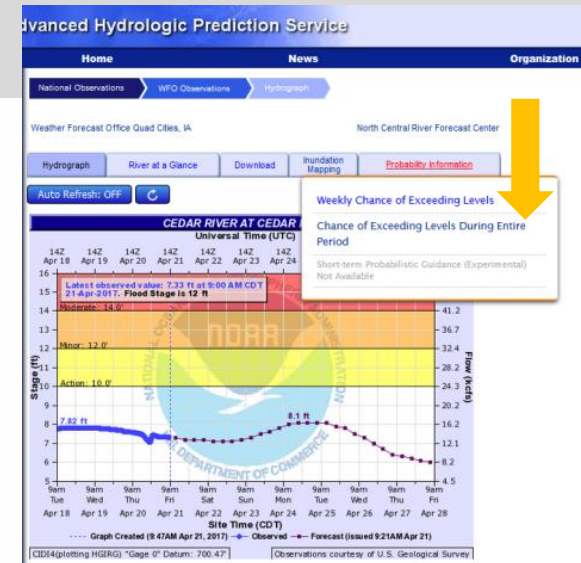 dvanced Hydrologic Prediction Service
Home News Organization
National Observations WFO Observations Hydrograph
Weather Forecast Office Quad Cities, IA North Central River Forecast Center
Hydrograph River at a Glance Download Inundation Mapping Probability Information
Auto Refresh: OFF
Weekly Chance of Exceeding Levels
Chance of Exceeding Levels During Entire
Period
Short-term Probabilistic Guidance (Experimental)
Not Available
CEDAR RIVER AT CEDAR
Universal Time (UTC)
14Z 14Z 14Z 14Z 14Z 14Z 14Z
Apr 18 Apr 19 Apr 20 Apr 21 Apr 22 Apr 23 Apr 24
Latest observed value: 7.33 ft at 9:00 AM CDT
21-Apr-2017. Flood Stage is 12 ft
Moderate: 14.0'
Minor: 12.0'
Action: 10.0'
7.82 ft
8.1 ft
Stage (ft)
16
15
14
13
12
11
10
9
8
7
6
5
41.2
36.7
32.4
28.2
24.3
20.2
16.2
12.1
8.2
4.5
Flow (kcfs)
NOAA
NATIONAL OCEANIC AND ATMOSPHERIC ADMINISTRATION
DEPARTMENT OF COMMERCE
9am 9am 9am 9am 9am 9am 9am 9am 9am 9am 9am
Tue Wed Thu Fri Sat Sun Mon Tue Wed Thu Fri
Apr 18 Apr 19 Apr 20 Apr 21 Apr 22 Apr 23 Apr 24 Apr 25 Apr 26 Apr 27 Apr 28
Site Time (CDT)
Graph Created (9:47AM Apr 21, 2017) Observed Forecast (issued 9:21AM Apr 21)
CIDI4(plotting HGIRG) "Gage 0" Datum: 700.47' Observations courtesy of U.S. Geological Survey